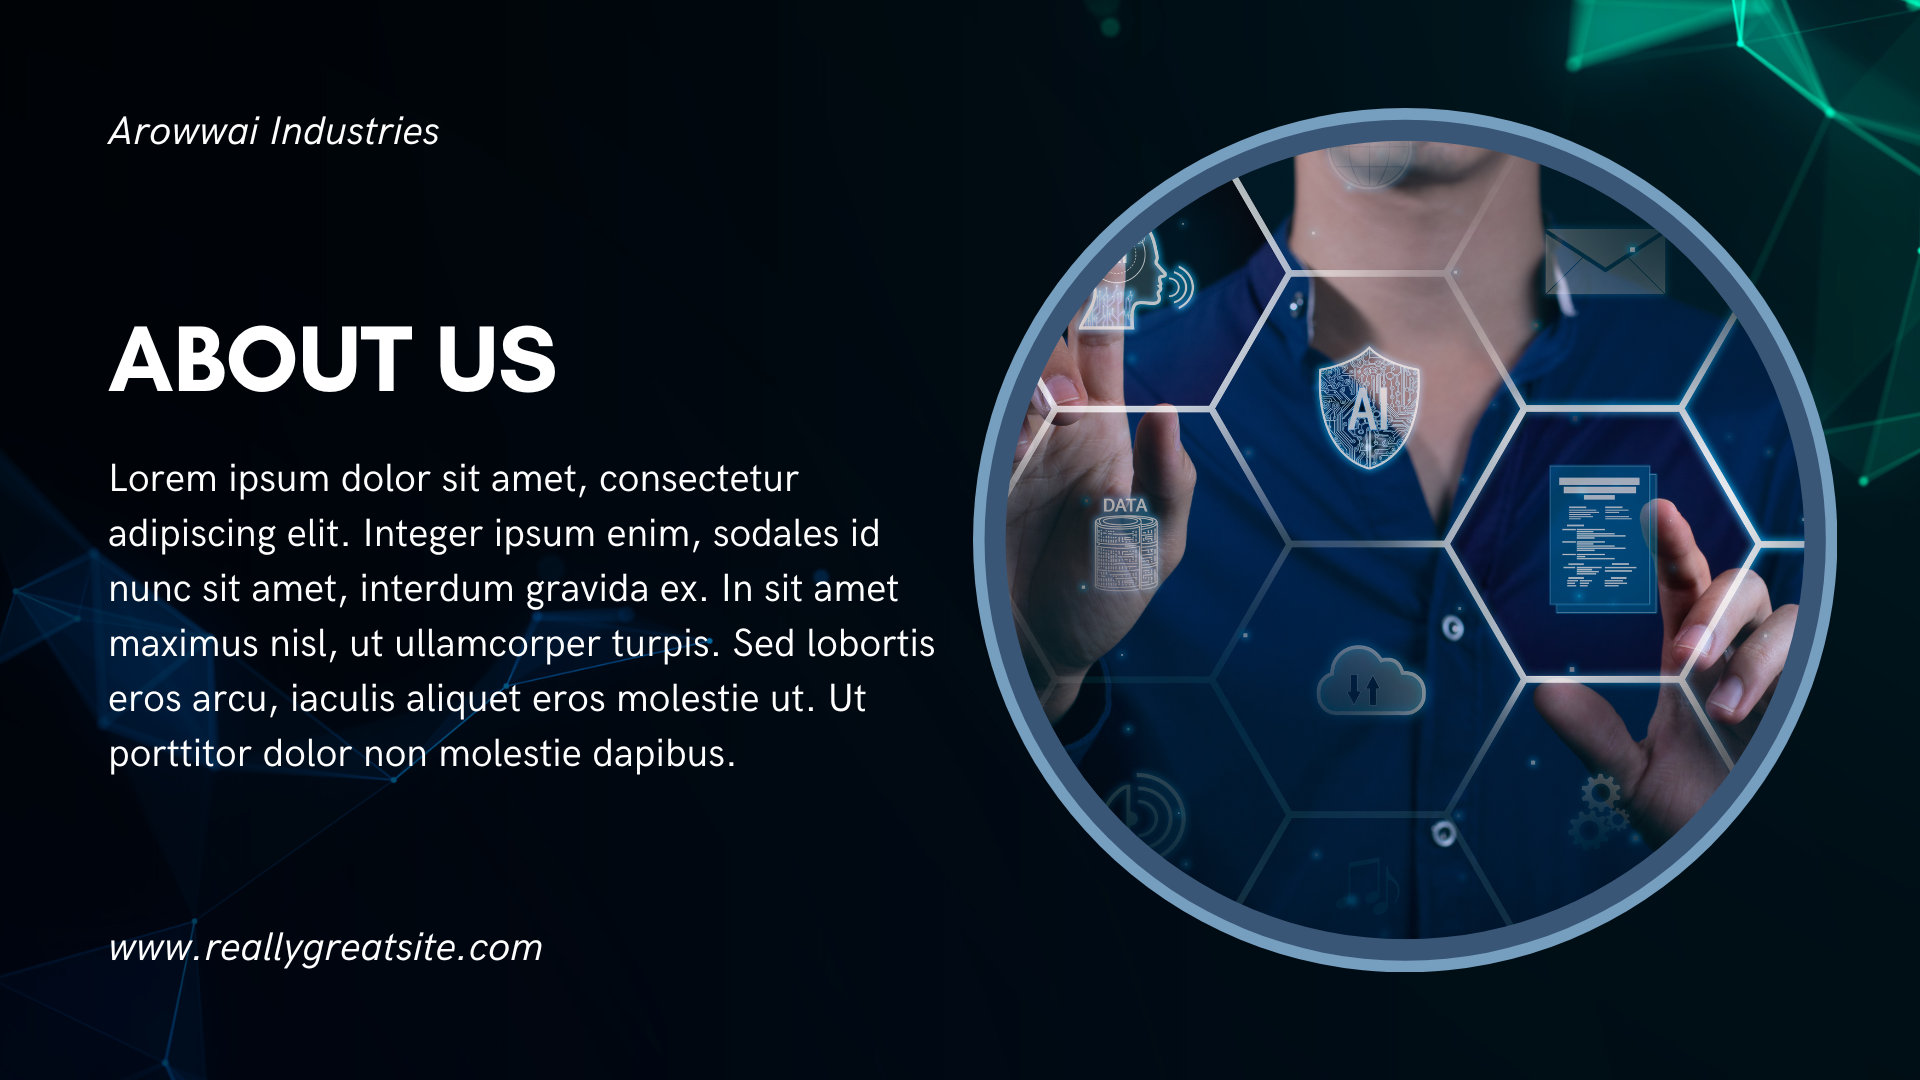 Arowwai Industries
ABOUT US
Lorem ipsum dolor sit amet, consectetur
adipiscing elit. Integer ipsum enim, sodales id
nunc sit amet, interdum gravida ex. In sit amet
maximus nisl, ut ullamcorper turpis. Sed lobortis
eros arcu, iaculis aliquet eros molestie ut. Ut
porttitor dolor non molestie dapibus.
www.reallygreatsite.com
AI
DATA